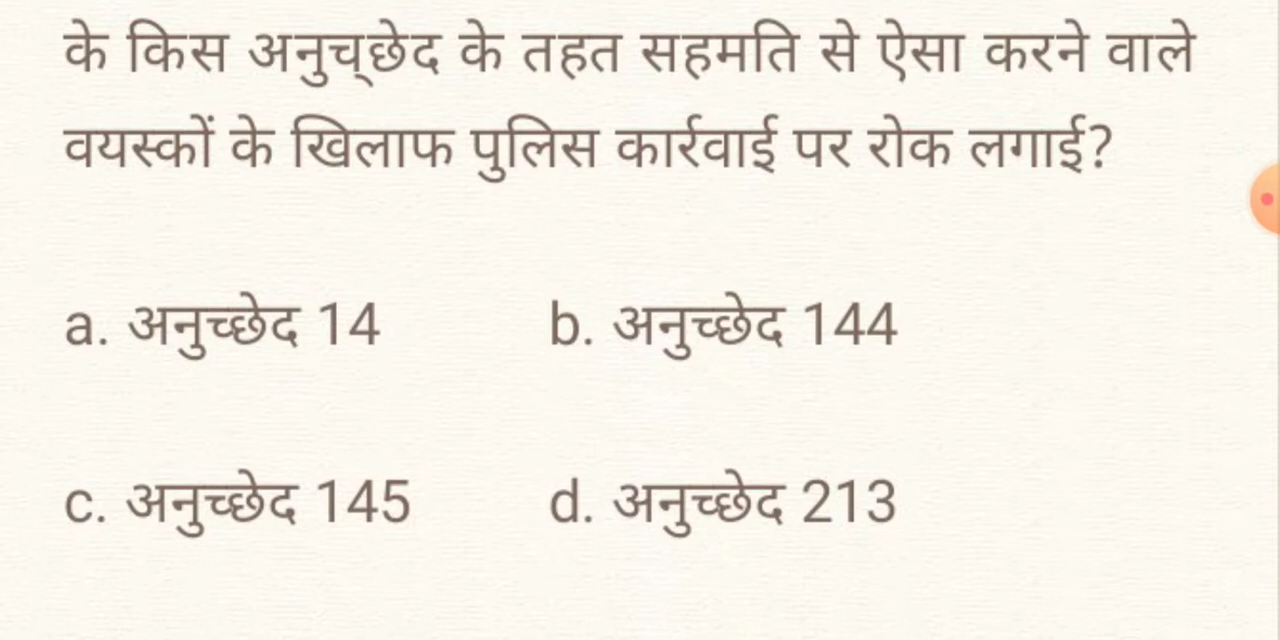 के किस अनुच्छेद के तहत सहमति से ऐसा करने वाले
वयस्कों के खिलाफ पुलिस कार्रवाई पर रोक लगाई?
a. अनुच्छेद 14 b. अनुच्छेद 144
c. अनुच्छेद 145 d. अनुच्छेद 213